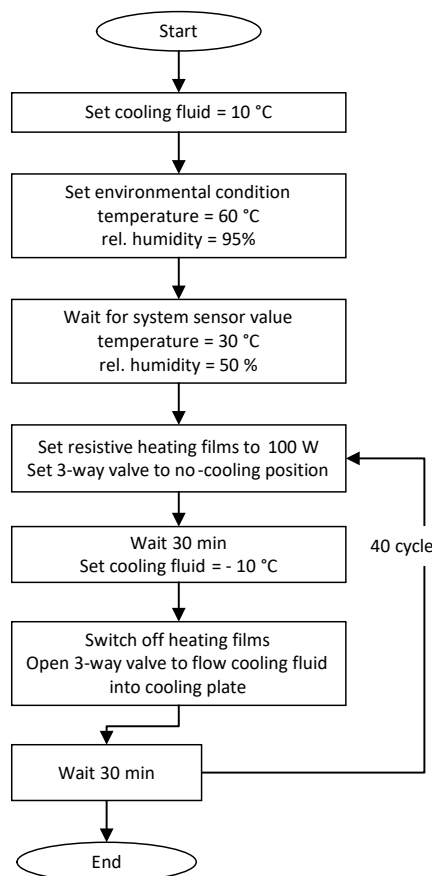 Start
Set cooling fluid = 10 °C
Set environmental condition
temperature = 60 °C
rel. humidity = 95%
Wait for system sensor value
temperature = 30 °C
rel. humidity = 50 %
Set resistive heating films to 100 W
Set 3-way valve to no-cooling position
Wait 30 min
Set cooling fluid = - 10 °C
40 cycle
Switch off heating films
Open 3-way valve to flow cooling fluid
into cooling plate
Wait 30 min
End